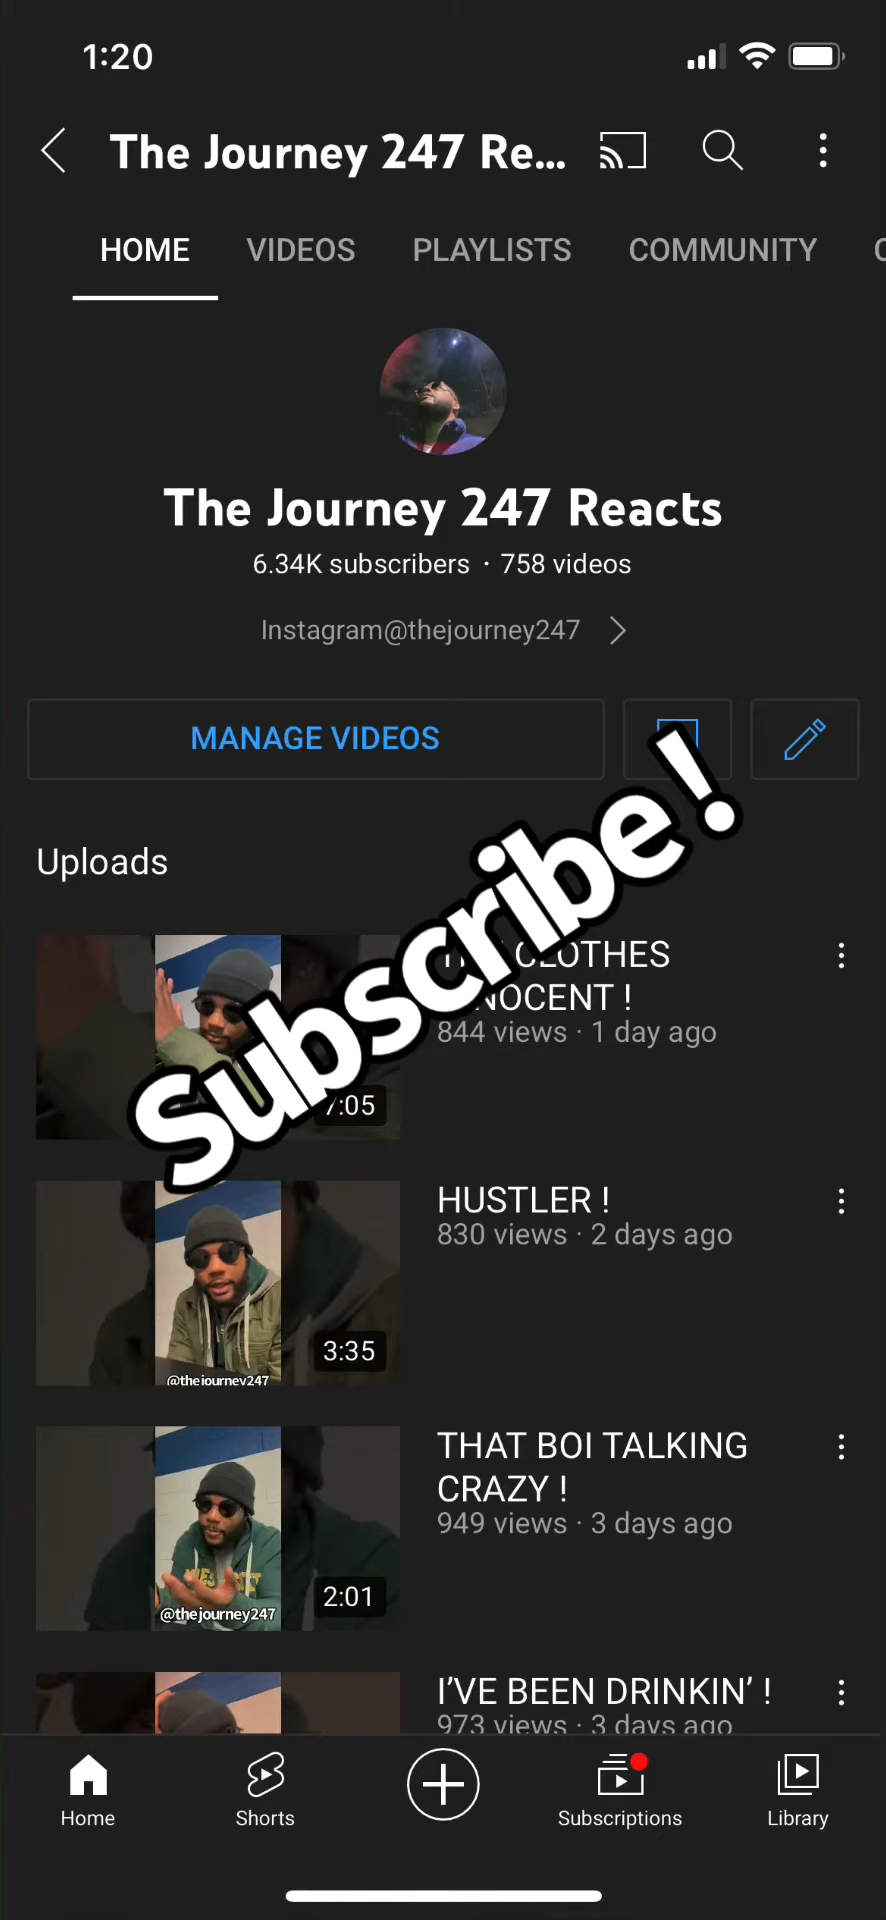 1:20
The Journey 247 Re...
HOME VIDEOS PLAYLISTS COMMUNITY
The Journey 247 Reacts
6.34K subscribers · 758 videos
Instagram@thejourney247
MANAGE VIDEOS
Subscribe!
Uploads
CLOTHES
844 views · 1 day ago
7:05
HUSTLER !
830 views · 2 days ago
3:35
@thejourney247
THAT BOI TALKING
CRAZY !
949 views · 3 days ago
2:01
@thejourney247
I'VE BEEN DRINKIN' !
973 views · 3 days ago
Home Shorts Subscriptions Library